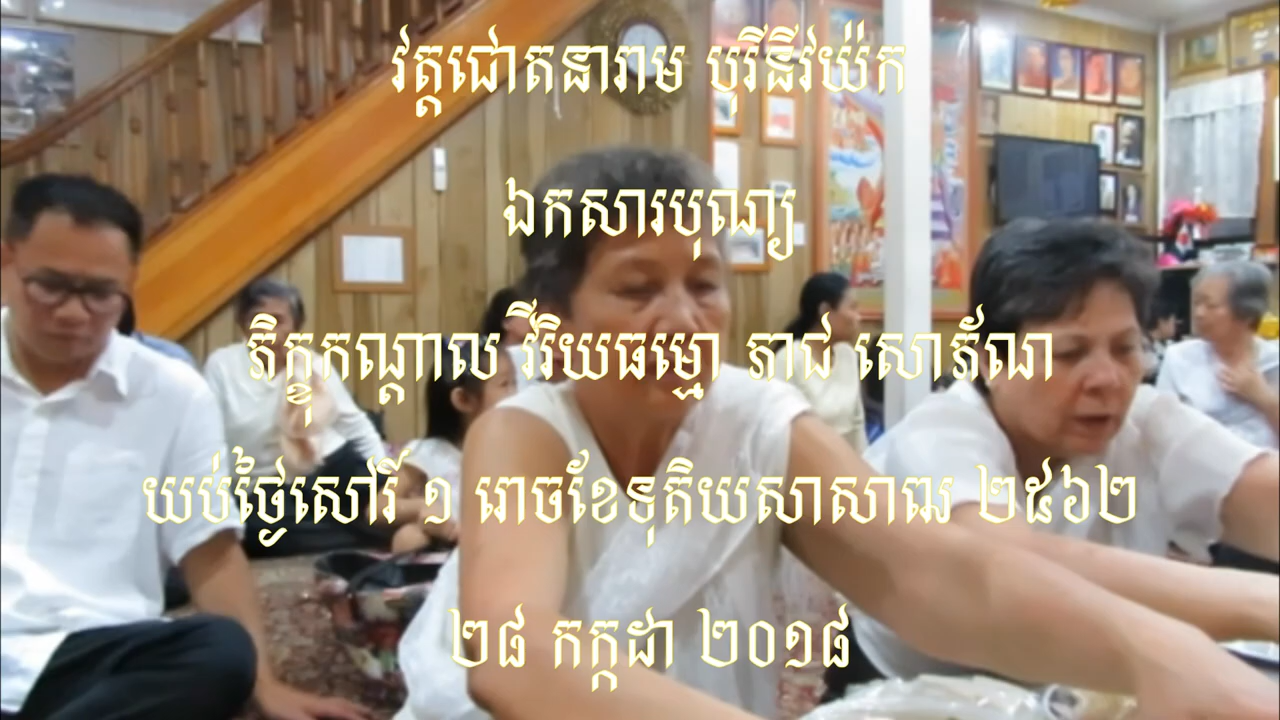 វត្តជោតនារាម បុរីនីវយ៉ក
ឯកសារបុណ្យ
ភិក្ខុកណ្ដាល វីរិយធម្មោ ភាជ សោភ័ណ
យប់ថ្ងៃសៅរី ១ រោចខែទុតិយសាសាឍ ២៥៦២
២៨ កក្កដា ២០១៨